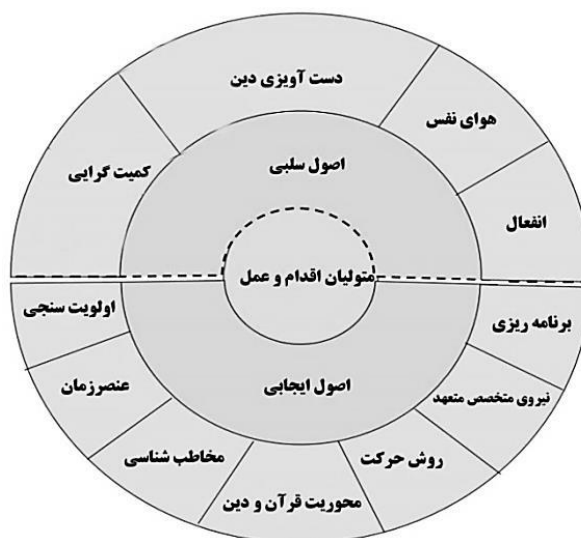 دست آویزی دین
هوای نفس
کمیت گرایی
اصول سلبی
انفعال
متولیان اقدام و عمل
اولویت سنجی
برنامه ریزی
اصول ایجابی
عنصرزمان
نیروی متخصص متعهد
مخاطب شناسی
روش حرکت
محوریت قرآن و دین